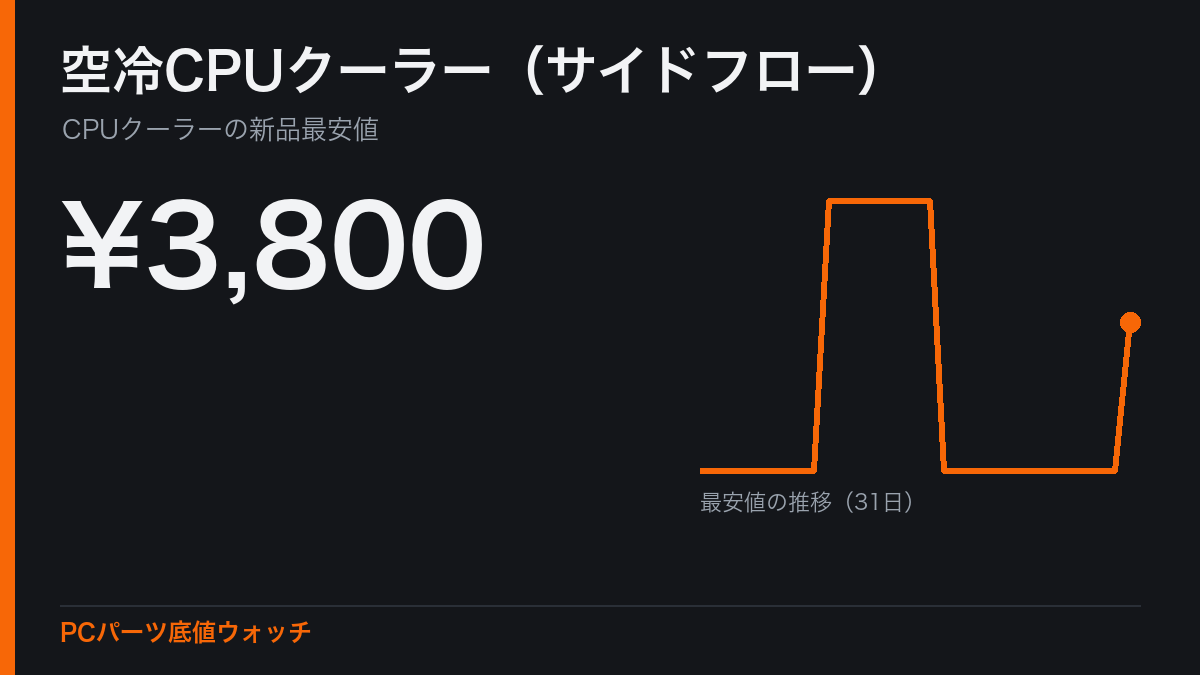 空冷CPUクーラー（サイドフロー）
CPUクーラーの新品最安値
¥3,800
最安値の推移（31日）
PCパーツ底値ウォッチ